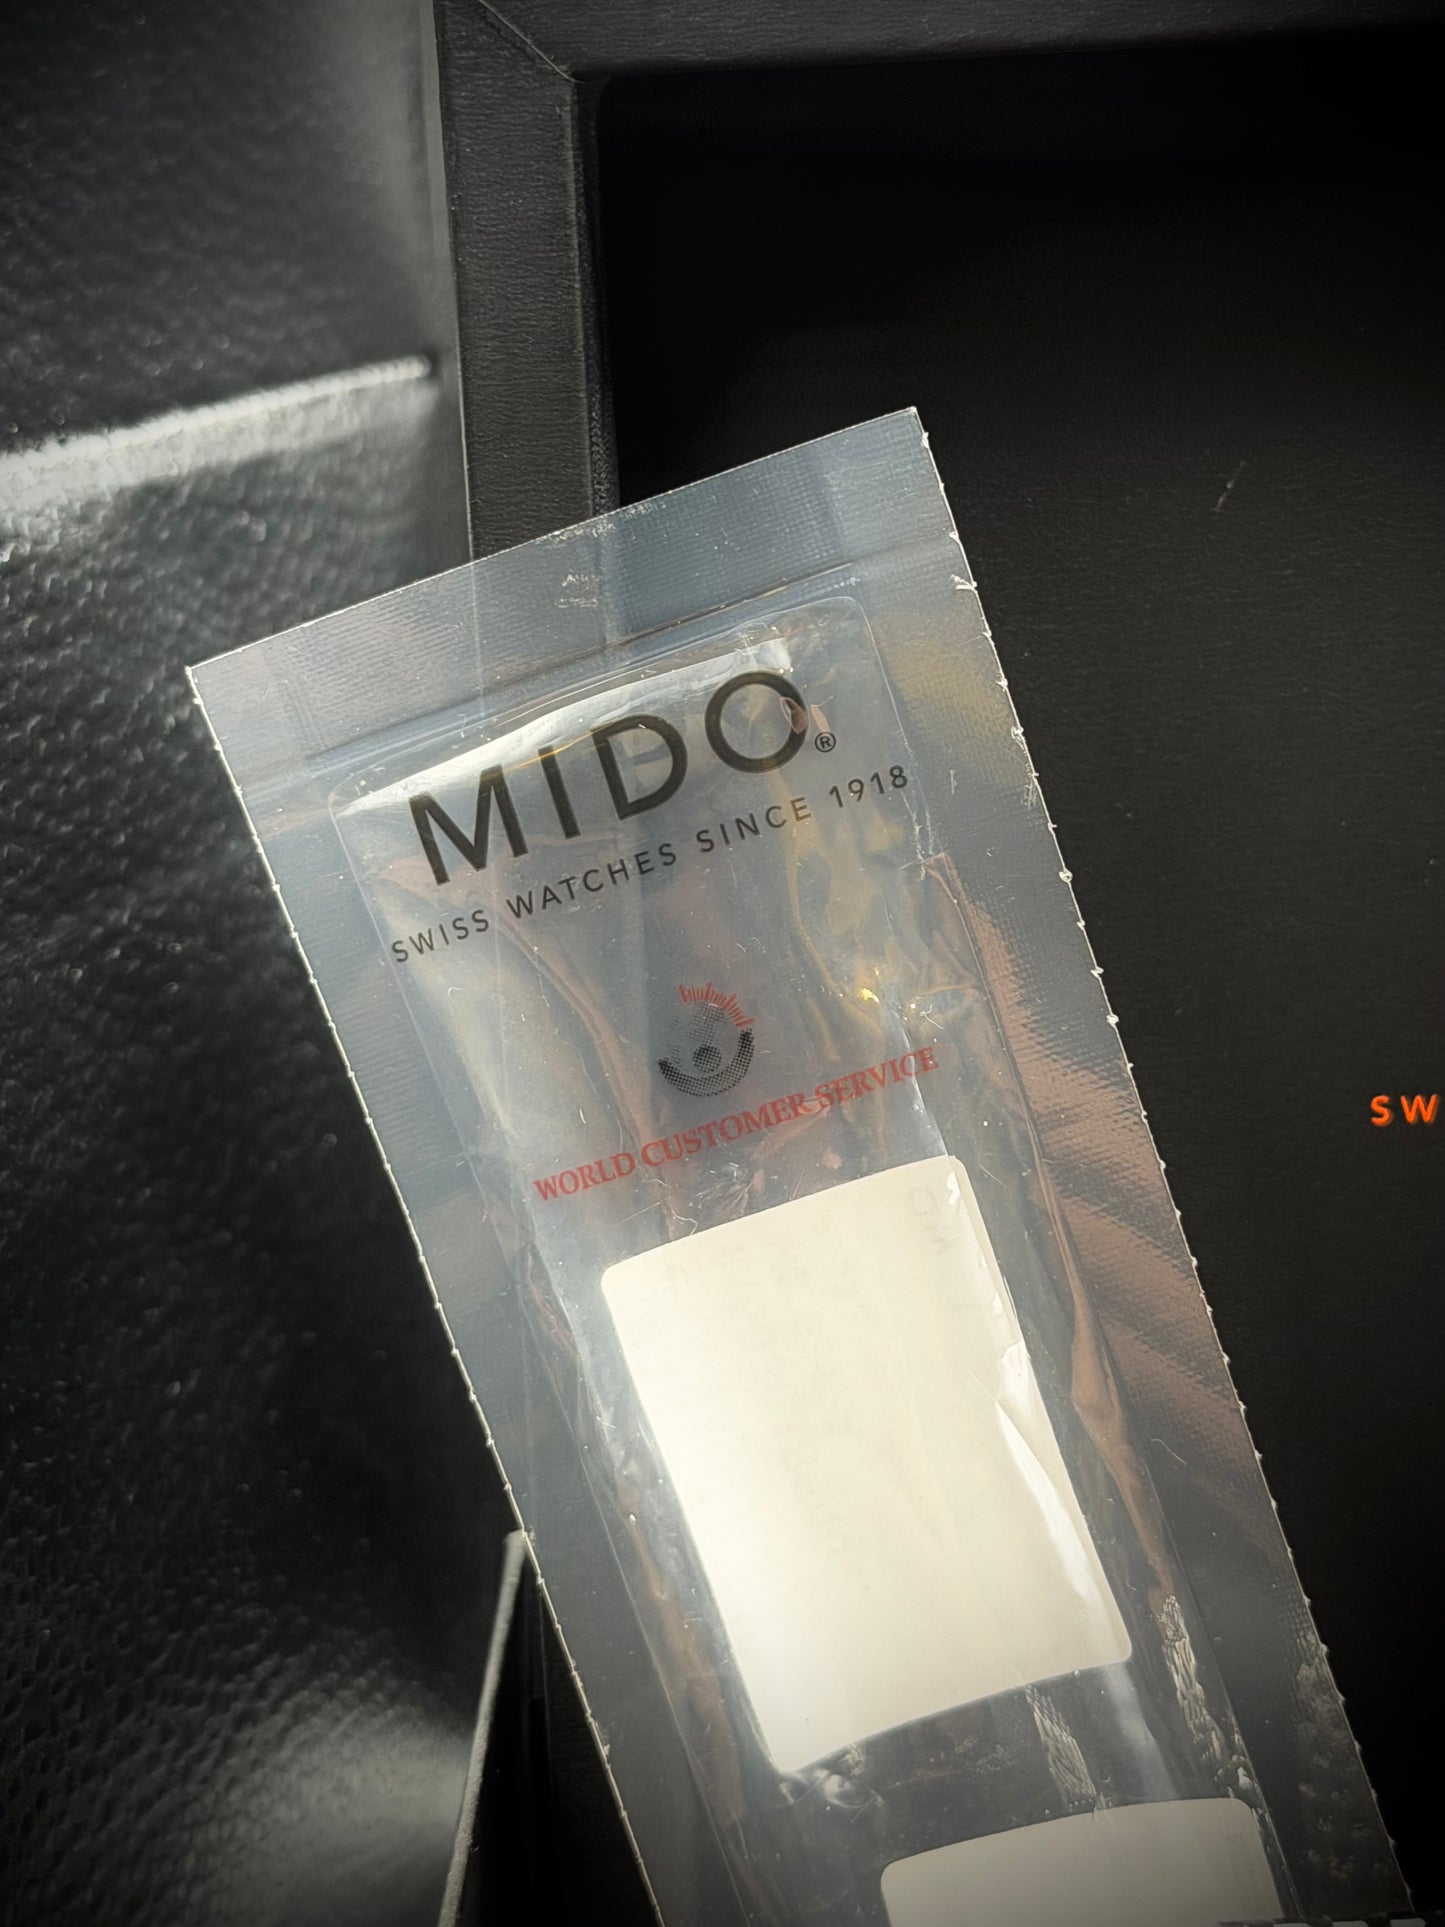 MIDO®
SWISS WATCHES SINCE 1918
WORLD CUSTOMER SERVICE
SW